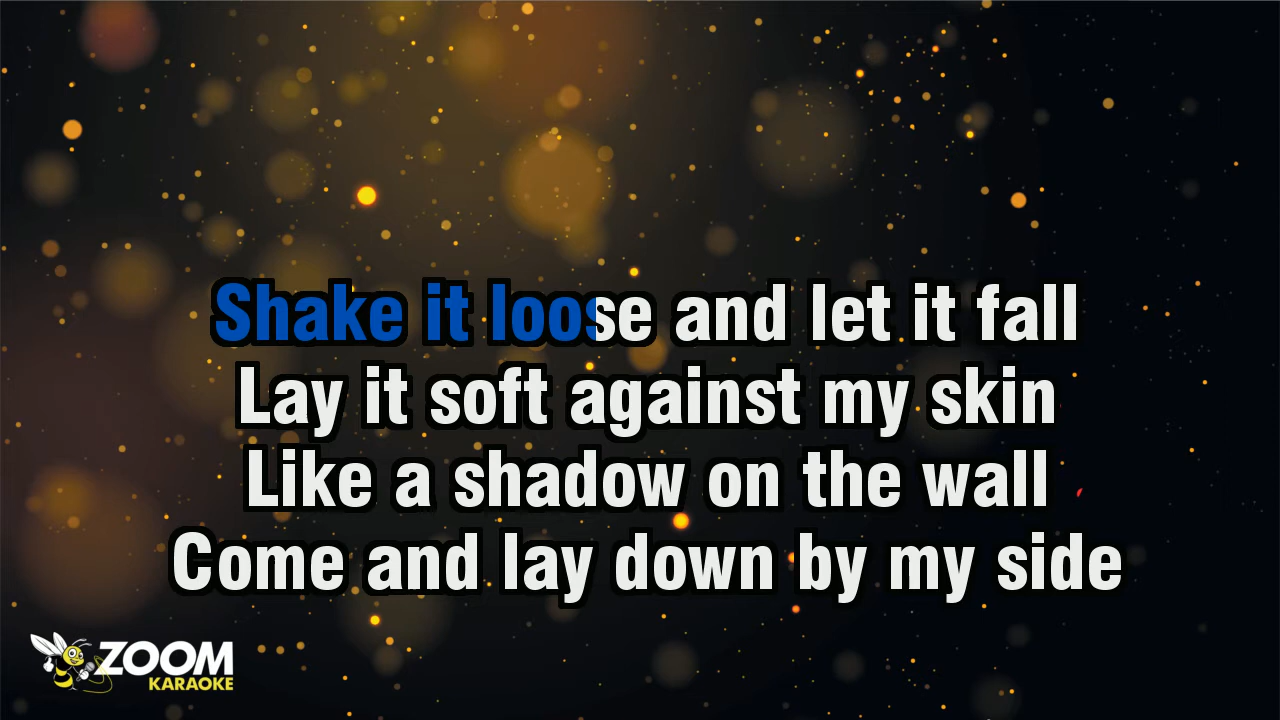 Shake it loose and let it fall
Lay it soft against my skin
Like a shadow on the wall
Come and lay down by my side
ZOOM
KARAOKE